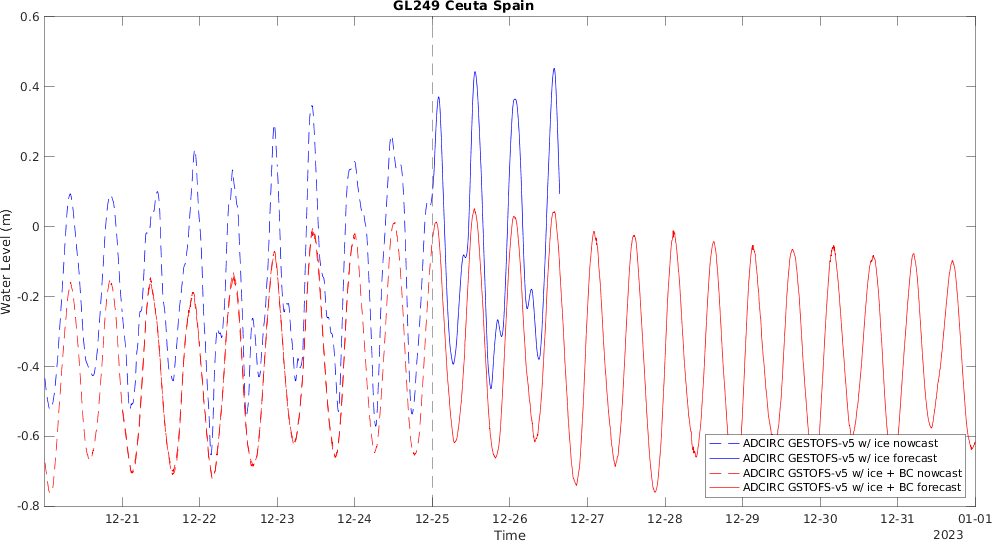 GL249 Ceuta Spain
0.6
0.4
0.2
0
-0.2
-0.4
-0.6
-0.8
Water Level (m)
12-21 12-22 12-23 12-24 12-25 12-26 12-27 12-28 12-29 12-30 12-31 01-01
Time
2023
ADCIRC GESTOFS-v5 w/ ice nowcast
ADCIRC GESTOFS-v5 w/ ice forecast
ADCIRC GSTOFS-v5 w/ ice + BC nowcast
ADCIRC GSTOFS-v5 w/ ice + BC forecast